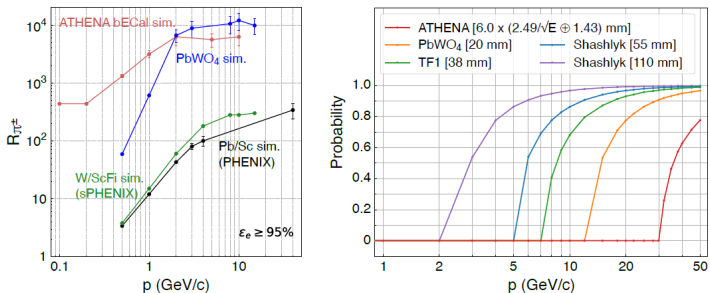 ATHENA bECal sim.
PbWO₄ sim.
Pb/Sc sim.
(PHENIX)
W/ScFi sim.
(sPHENIX)
εₑ ≥ 95%
Rπ±
10⁴
10³
10²
10
1
0.1
1
10
p (GeV/c)
ATHENA [6.0 x (2.49/√E ⊕ 1.43) mm]
PbWO₄ [20 mm]
Shashlyk [55 mm]
TF1 [38 mm]
Shashlyk [110 mm]
Probability
1.0
0.8
0.6
0.4
0.2
0
1
2
5
10
20
50
p (GeV/c)